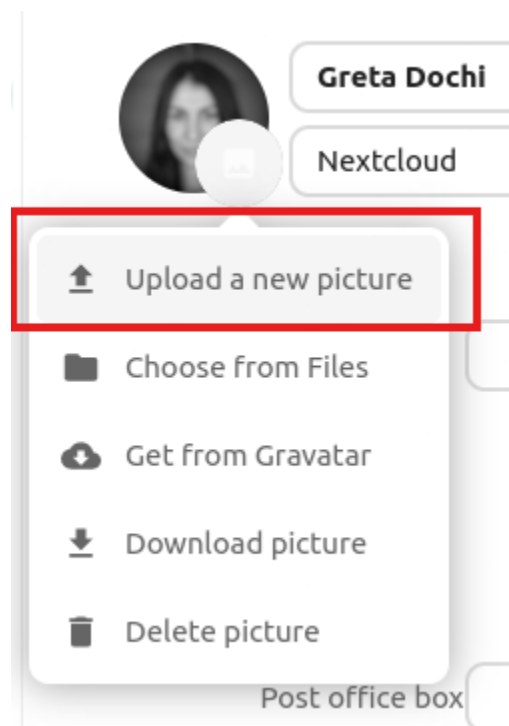 Greta Dochi
Nextcloud
Upload a new picture
Choose from Files
Get from Gravatar
Download picture
Delete picture
Post office box